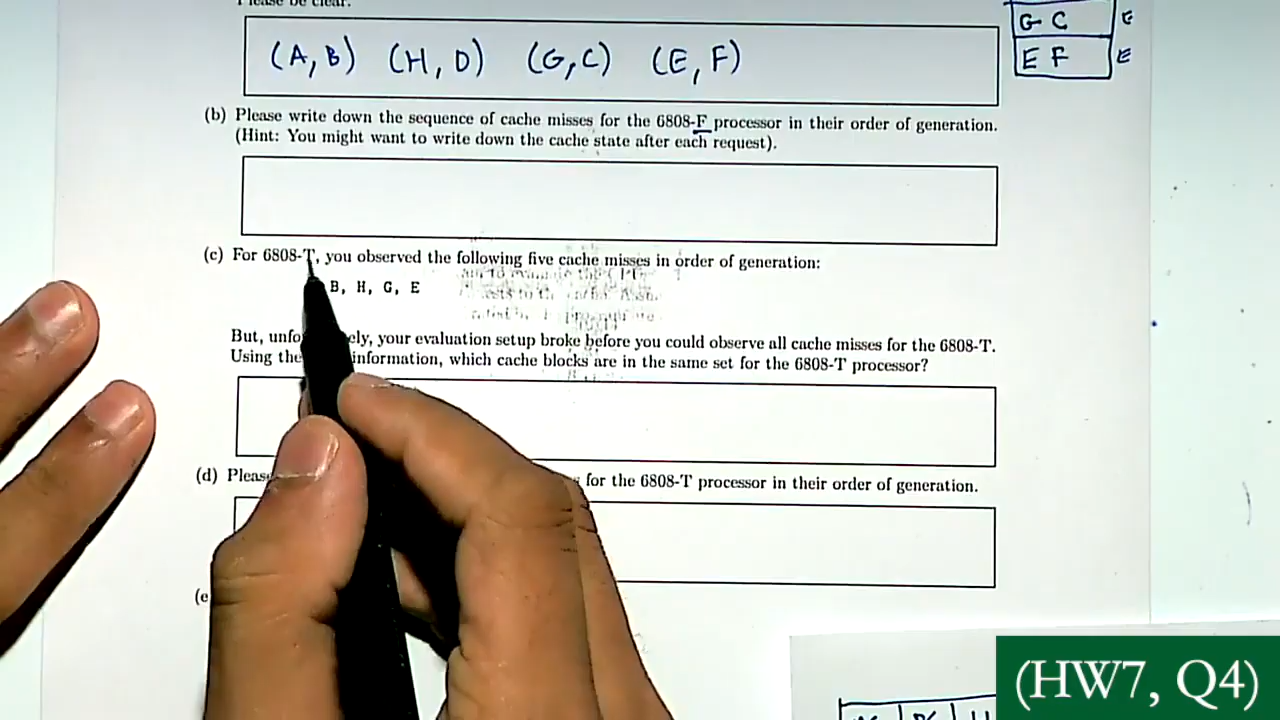 Please be clear.
G C G
(A, B) (H, D) (G, C) (E, F)
E F E
(b) Please write down the sequence of cache misses for the 6808-F processor in their order of generation.
(Hint: You might want to write down the cache state after each request).
(c) For 6808-T, you observed the following five cache misses in order of generation:
B, H, G, E
But, ely, your evaluation setup broke before you could observe all cache misses for the 6808-T.
Using the information, which cache blocks are in the same set for the 6808-T processor?
(d) for the 6808-T processor in their order of generation.
(e
(HW7, Q4)